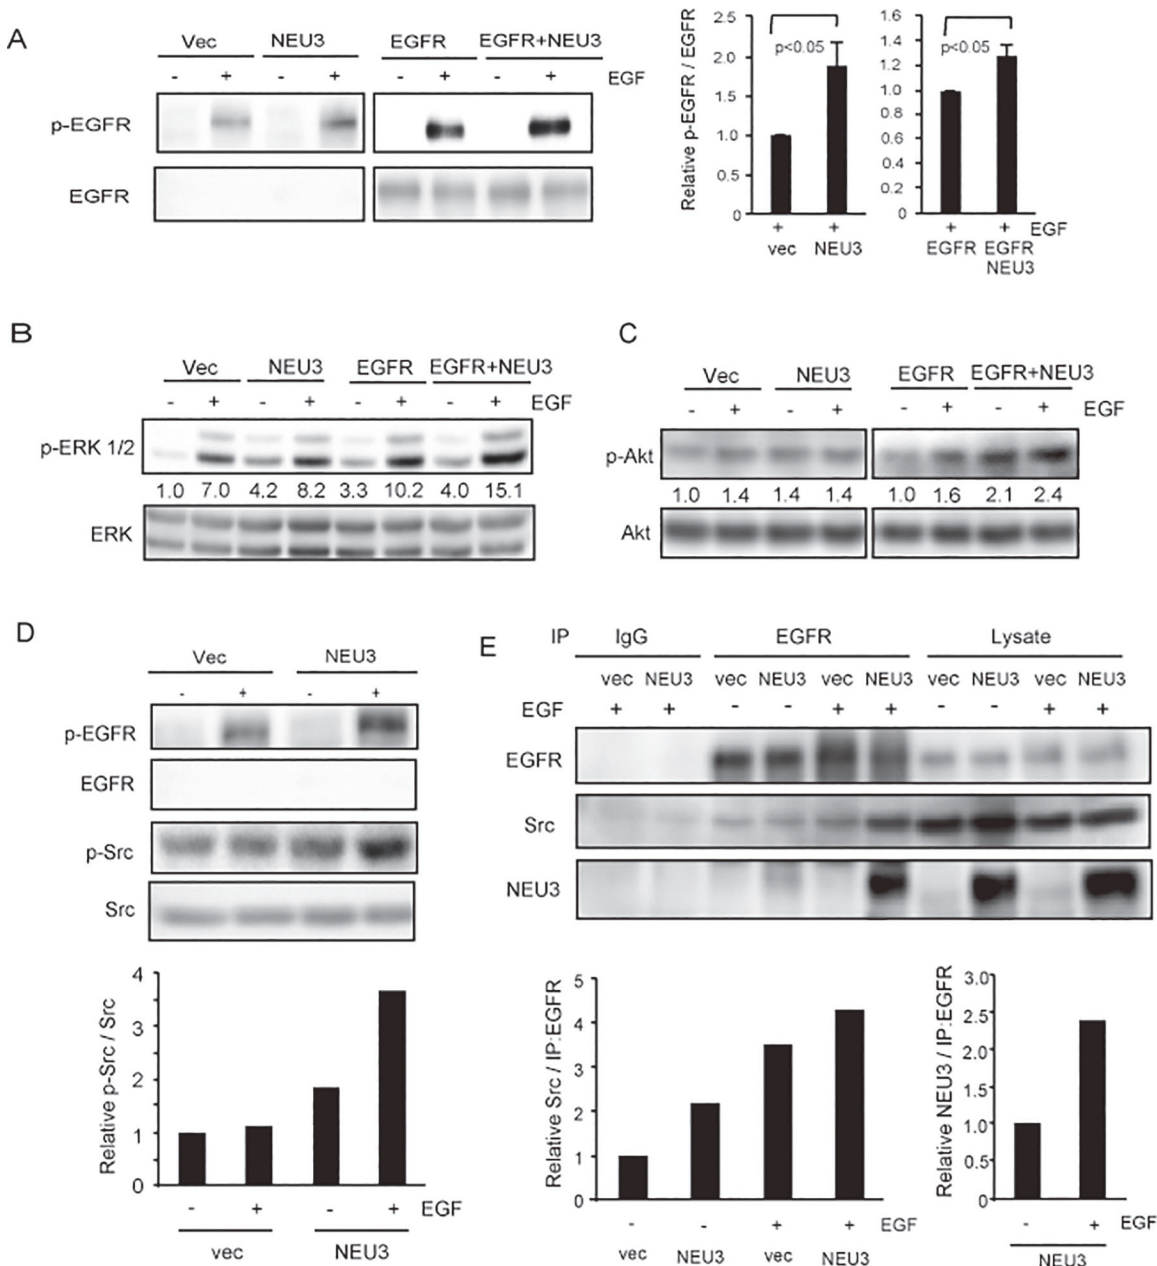 A
Vec NEU3 EGFR EGFR+NEU3
- + - + - + - + EGF
p-EGFR
EGFR
Relative p-EGFR / EGFR
2.5
2.0
1.5
1.0
0.5
0
p<0.05
+ +
vec NEU3
1.6
1.4
1.2
1.0
0.8
0.6
0.4
0.2
0
p<0.05
+ + EGF
EGFR EGFR
NEU3
B
Vec NEU3 EGFR EGFR+NEU3
- + - + - + - + EGF
p-ERK 1/2
1.0 7.0 4.2 8.2 3.3 10.2 4.0 15.1
ERK
C
Vec NEU3 EGFR EGFR+NEU3
- + - + - + - + EGF
p-Akt
1.0 1.4 1.4 1.4 1.0 1.6 2.1 2.4
Akt
D
Vec NEU3
- + - +
p-EGFR
EGFR
p-Src
Src
Relative p-Src / Src
4
3
2
1
0
- + - + EGF
vec NEU3
E
IP IgG EGFR Lysate
vec NEU3 vec NEU3 vec NEU3 vec NEU3 vec NEU3
EGF + + - - + + - - + +
EGFR
Src
NEU3
Relative Src / IP:EGFR
5
4
3
2
1
0
- - + + EGF
vec NEU3 vec NEU3
Relative NEU3 / IP:EGFR
3.0
2.5
2.0
1.5
1.0
0.5
0
- + EGF
NEU3